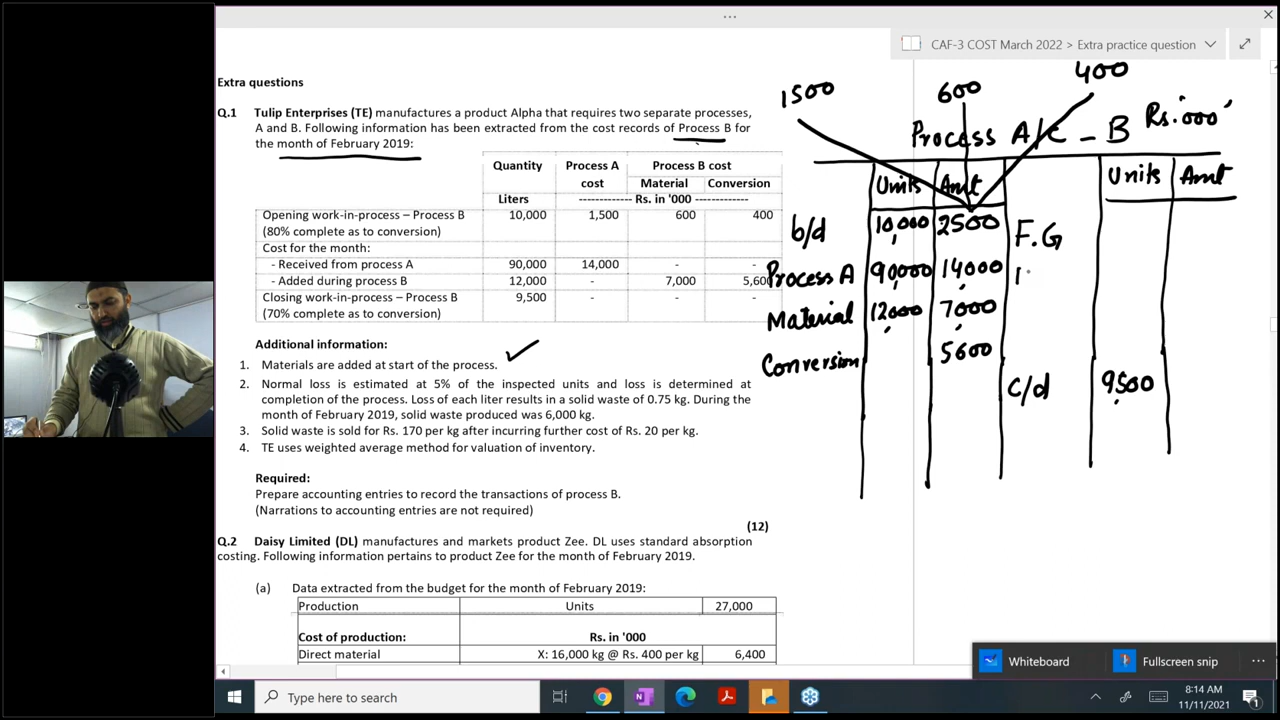 CAF-3 COST March 2022 > Extra practice question
Extra questions
Q.1 Tulip Enterprises (TE) manufactures a product Alpha that requires two separate processes,
A and B. Following information has been extracted from the cost records of Process B for
the month of February 2019:
Quantity Process A Process B cost
cost Material Conversion
Liters ------------ Rs. in '000 ------------
Opening work-in-process – Process B 10,000 1,500 600 400
(80% complete as to conversion)
Cost for the month:
- Received from process A 90,000 14,000 - -
- Added during process B 12,000 - 7,000 5,600
Closing work-in-process – Process B 9,500 - - -
(70% complete as to conversion)
Additional information:
1. Materials are added at start of the process.
2. Normal loss is estimated at 5% of the inspected units and loss is determined at
completion of the process. Loss of each liter results in a solid waste of 0.75 kg. During the
month of February 2019, solid waste produced was 6,000 kg.
3. Solid waste is sold for Rs. 170 per kg after incurring further cost of Rs. 20 per kg.
4. TE uses weighted average method for valuation of inventory.
Required:
Prepare accounting entries to record the transactions of process B.
(Narrations to accounting entries are not required)
(12)
Q.2 Daisy Limited (DL) manufactures and markets product Zee. DL uses standard absorption
costing. Following information pertains to product Zee for the month of February 2019.
(a) Data extracted from the budget for the month of February 2019:
Production Units 27,000
Cost of production: Rs. in '000
Direct material X: 16,000 kg @ Rs. 400 per kg 6,400
1500 600 400
Process A/C - B Rs.'000'
Units Amt Units Amt
b/d 10,000 2500 F.G
Process A 90,000 14000
Material 12000 7000
Conversion 5600
c/d 9500
Whiteboard Fullscreen snip
Type here to search
8:14 AM
11/11/2021
1